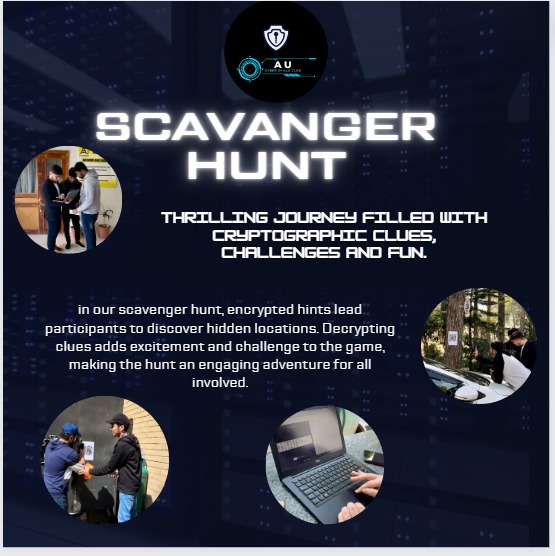 AU
SCAVANGER
HUNT
THRILLING JOURNEY FILLED WITH
CRYPTOGRAPHIC CLUES,
CHALLENGES AND FUN.
in our scavenger hunt, encrypted hints lead
participants to discover hidden locations. Decrypting
clues adds excitement and challenge to the game,
making the hunt an engaging adventure for all
involved.